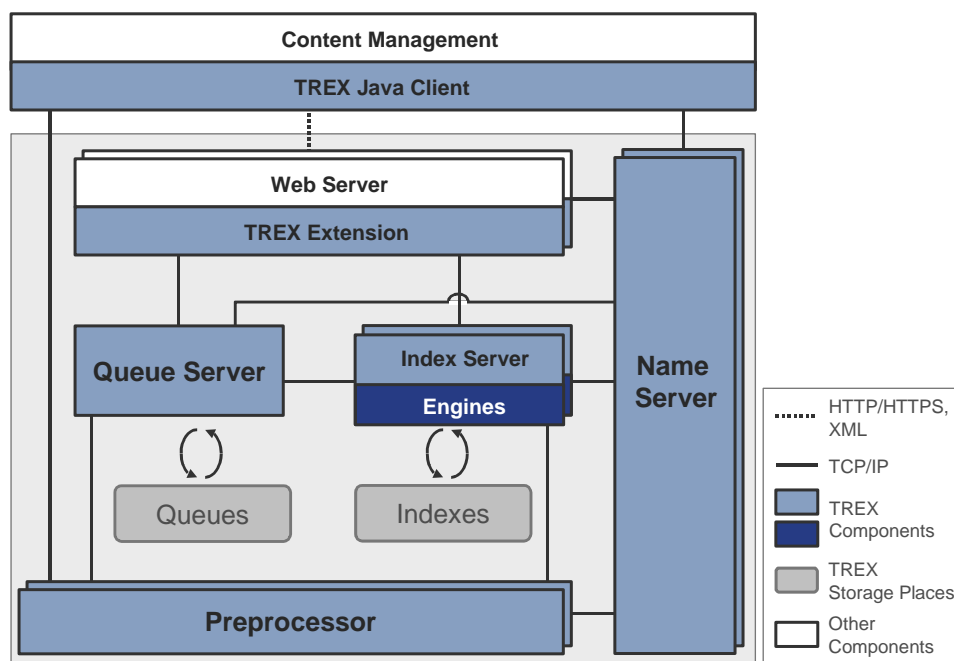 Content Management
TREX Java Client
Web Server
TREX Extension
Queue Server
Index Server
Engines
Name
Server
Queues
Indexes
Preprocessor
HTTP/HTTPS,
XML
TCP/IP
TREX
Components
TREX
Storage Places
Other
Components